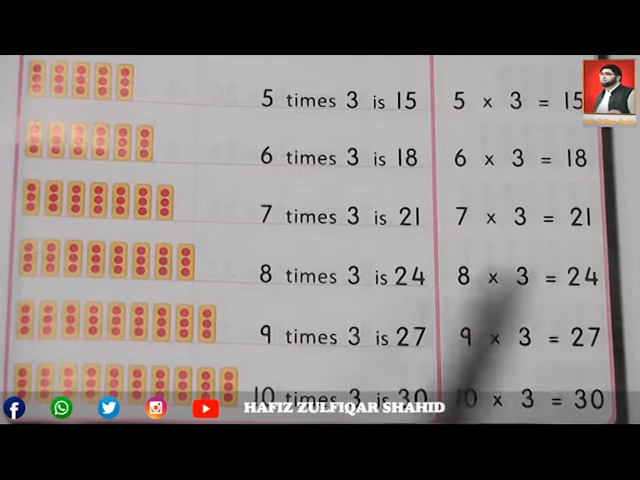 5 times 3 is 15 5 × 3 = 15
6 times 3 is 18 6 × 3 = 18
7 times 3 is 21 7 × 3 = 21
8 times 3 is 24 8 × 3 = 24
9 times 3 is 27 9 × 3 = 27
10 times 3 is 30 10 × 3 = 30
HAFIZ ZULFIQAR SHAHID